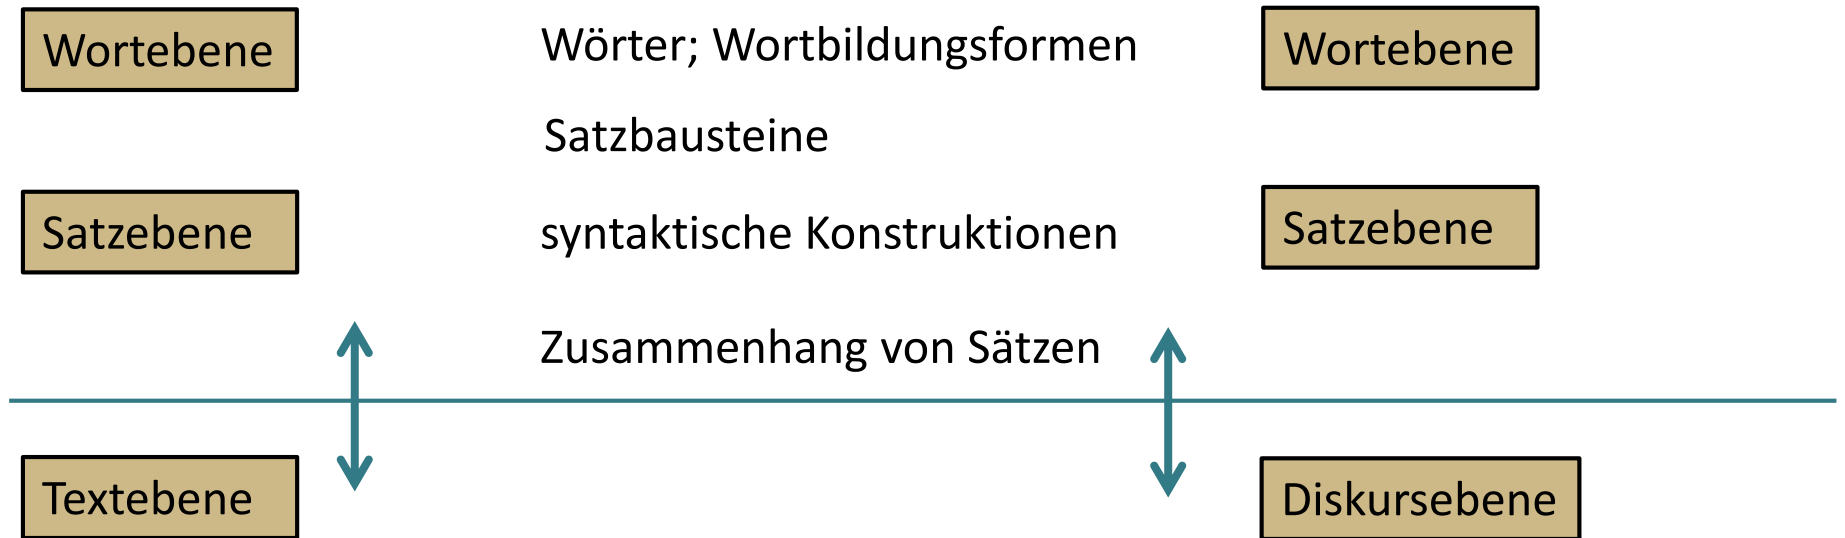 Wortebene Wörter; Wortbildungsformen Wortebene
Satzbausteine
Satzebene syntaktische Konstruktionen Satzebene
Zusammenhang von Sätzen
Textebene Diskursebene